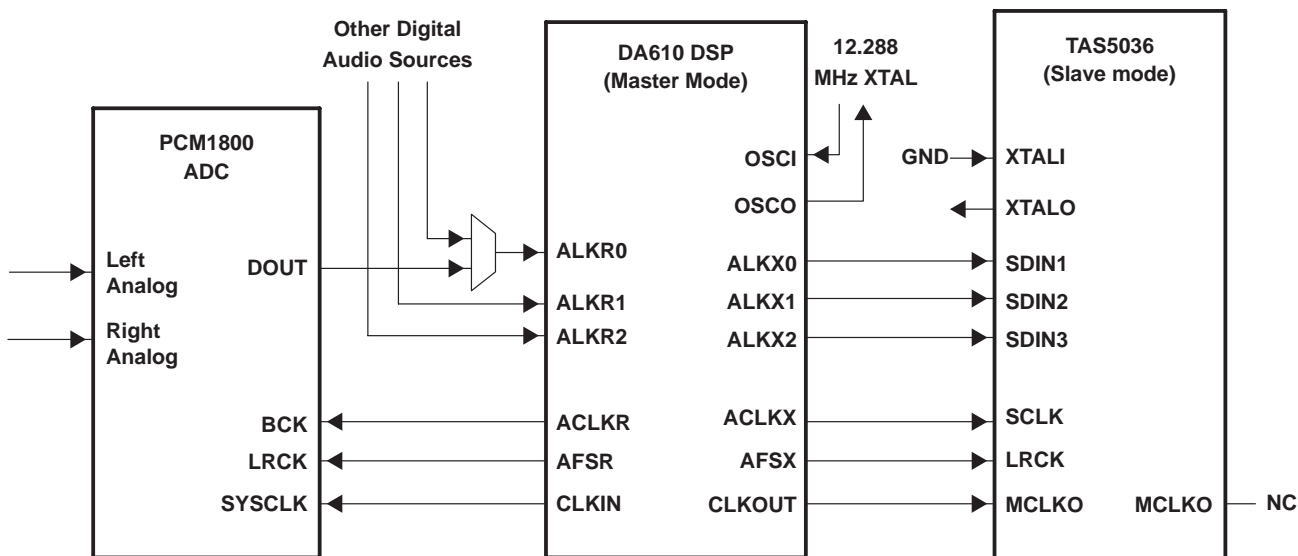 Other Digital
Audio Sources
PCM1800
ADC
Left
Analog
Right
Analog
DOUT
BCK
LRCK
SYSCLK
DA610 DSP
(Master Mode)
ALKR0
ALKR1
ALKR2
ACLKR
AFSR
CLKIN
OSCI
OSCO
ALKX0
ALKX1
ALKX2
ACLKX
AFSX
CLKOUT
12.288
MHz XTAL
TAS5036
(Slave mode)
GND
XTALI
XTALO
SDIN1
SDIN2
SDIN3
SCLK
LRCK
MCLKO
MCLKO
NC